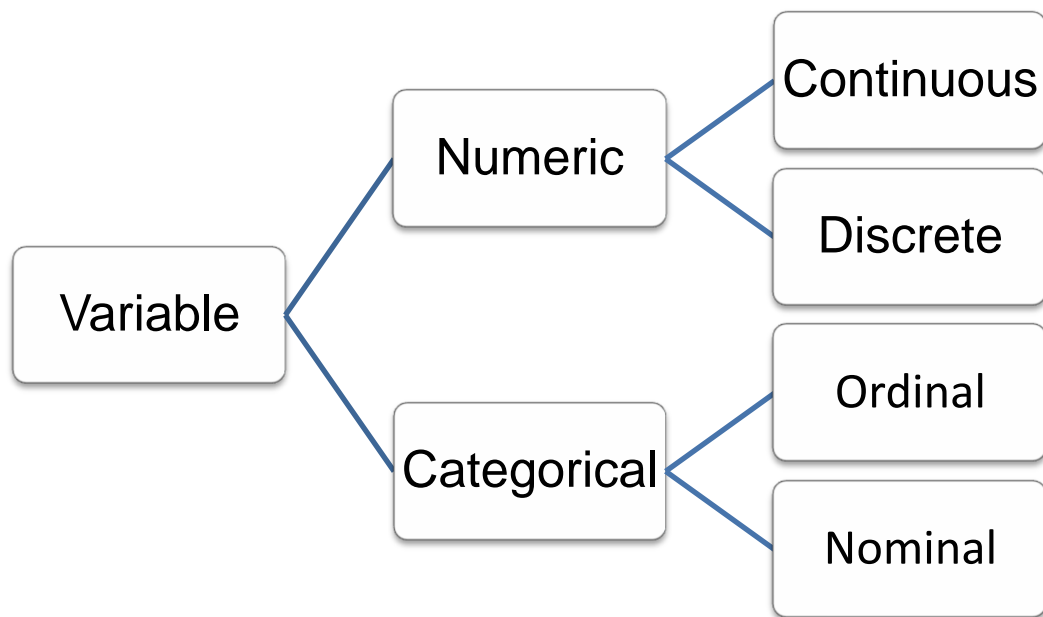 Variable
Numeric
Categorical
Continuous
Discrete
Ordinal
Nominal